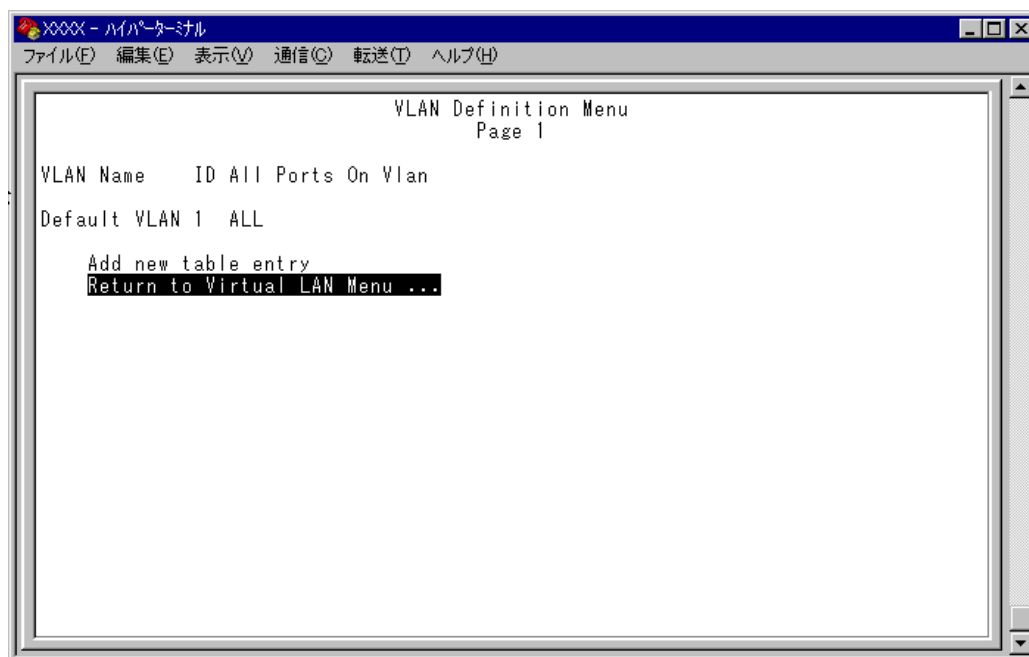 XXXX - ハイパーターミナル
ファイル(F) 編集(E) 表示(V) 通信(C) 転送(T) ヘルプ(H)
VLAN Definition Menu
Page 1
VLAN Name ID All Ports On Vlan
Default VLAN 1 ALL
Add new table entry
Return to Virtual LAN Menu ...